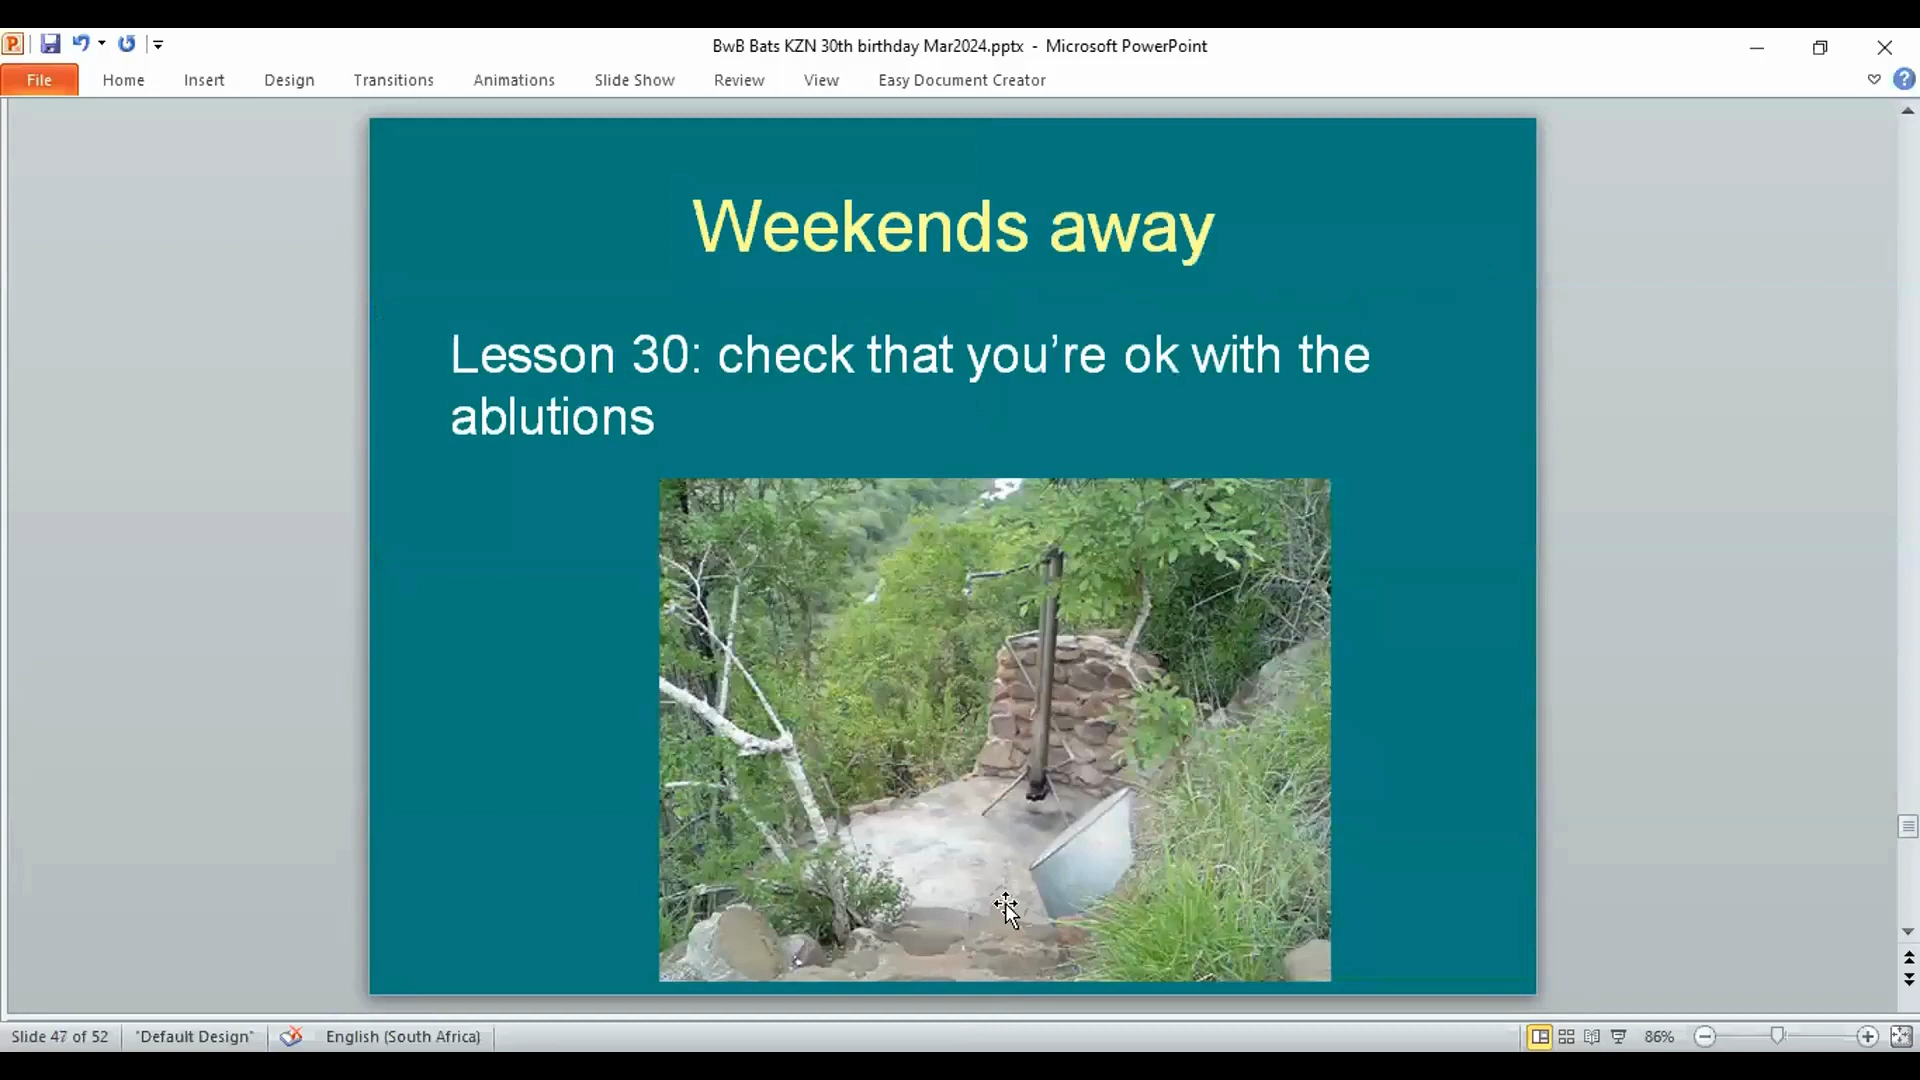 BwB Bats KZN 30th birthday Mar2024.pptx - Microsoft PowerPoint
File Home Insert Design Transitions Animations Slide Show Review View Easy Document Creator
Weekends away
Lesson 30: check that you’re ok with the
ablutions
Slide 47 of 52 "Default Design" English (South Africa) 86%